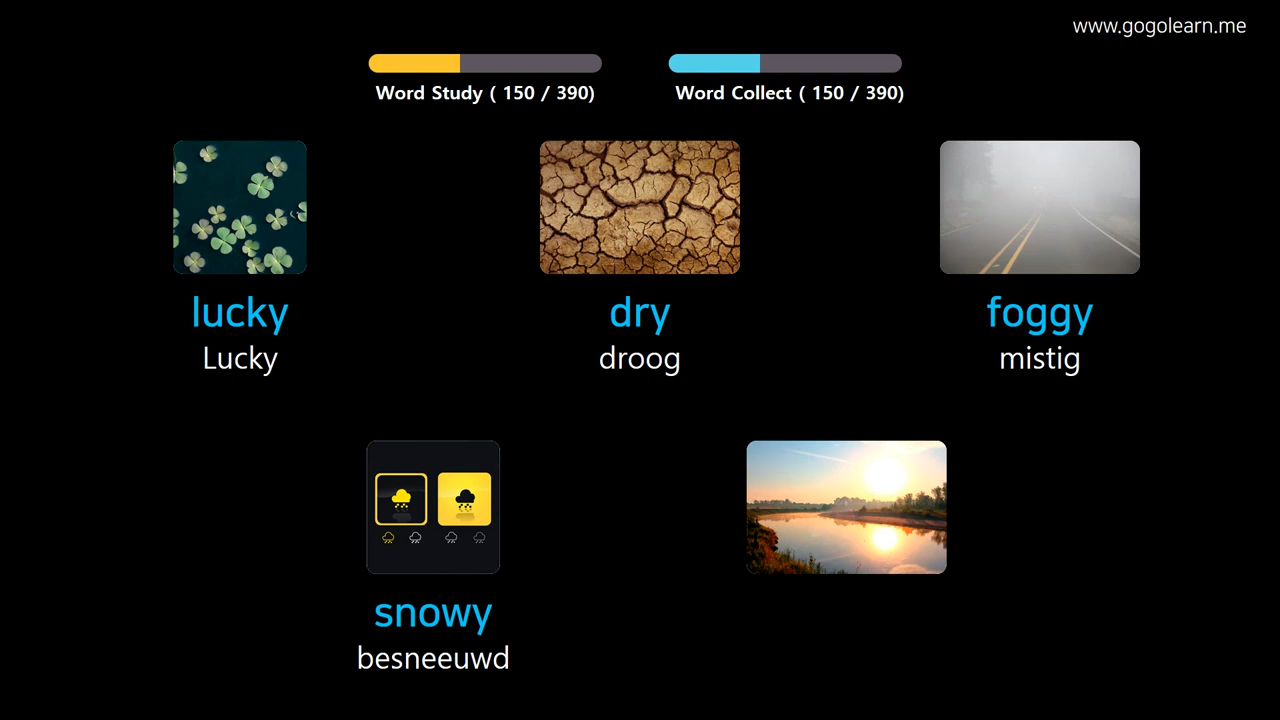 www.gogolearn.me
Word Study ( 150 / 390)
Word Collect ( 150 / 390)
lucky
Lucky
dry
droog
foggy
mistig
snowy
besneeuwd